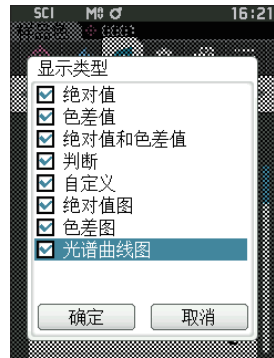 SCI M 16:21
显示类型
绝对值
色差值
绝对值和色差值
判断
自定义
绝对值图
色差图
光谱曲线图
确定 取消